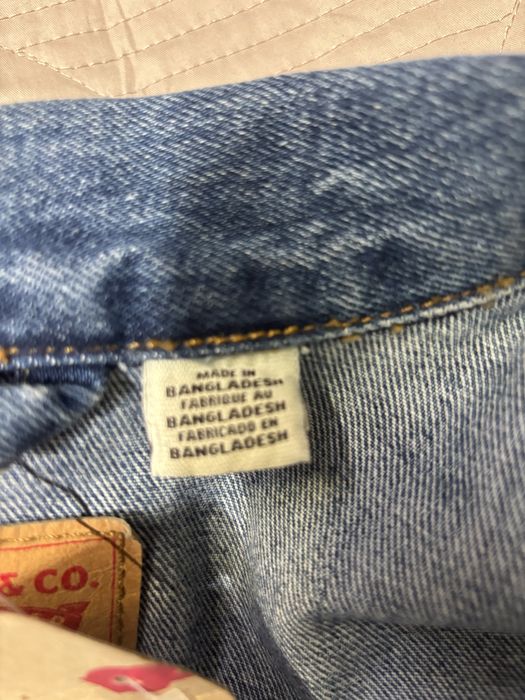 MADE IN
BANGLADESH
FABRIQUE AU
BANGLADESH
FABRICADO EN
BANGLADESH
& CO.